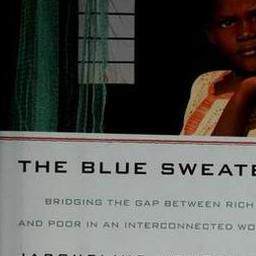 THE BLUE SWEATE
BRIDGING THE GAP BETWEEN RICH
AND POOR IN AN INTERCONNECTED WO